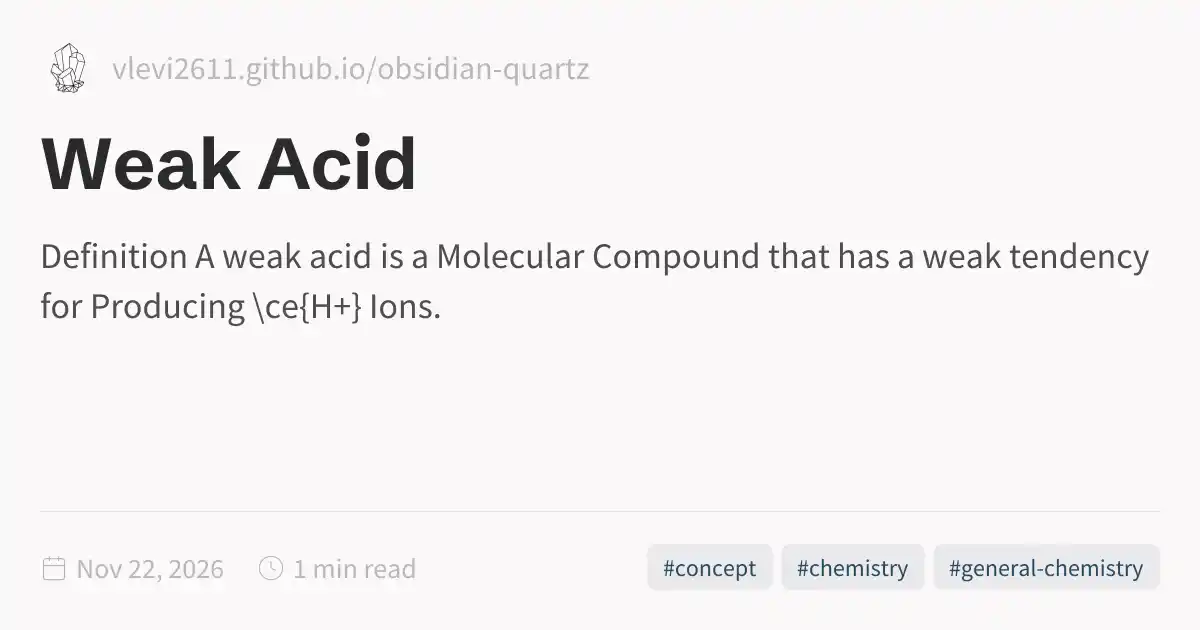 vlevi2611.github.io/obsidian-quartz
Weak Acid
Definition A weak acid is a Molecular Compound that has a weak tendency
for Producing \ce{H+} Ions.
Nov 22, 2026 1 min read #concept #chemistry #general-chemistry